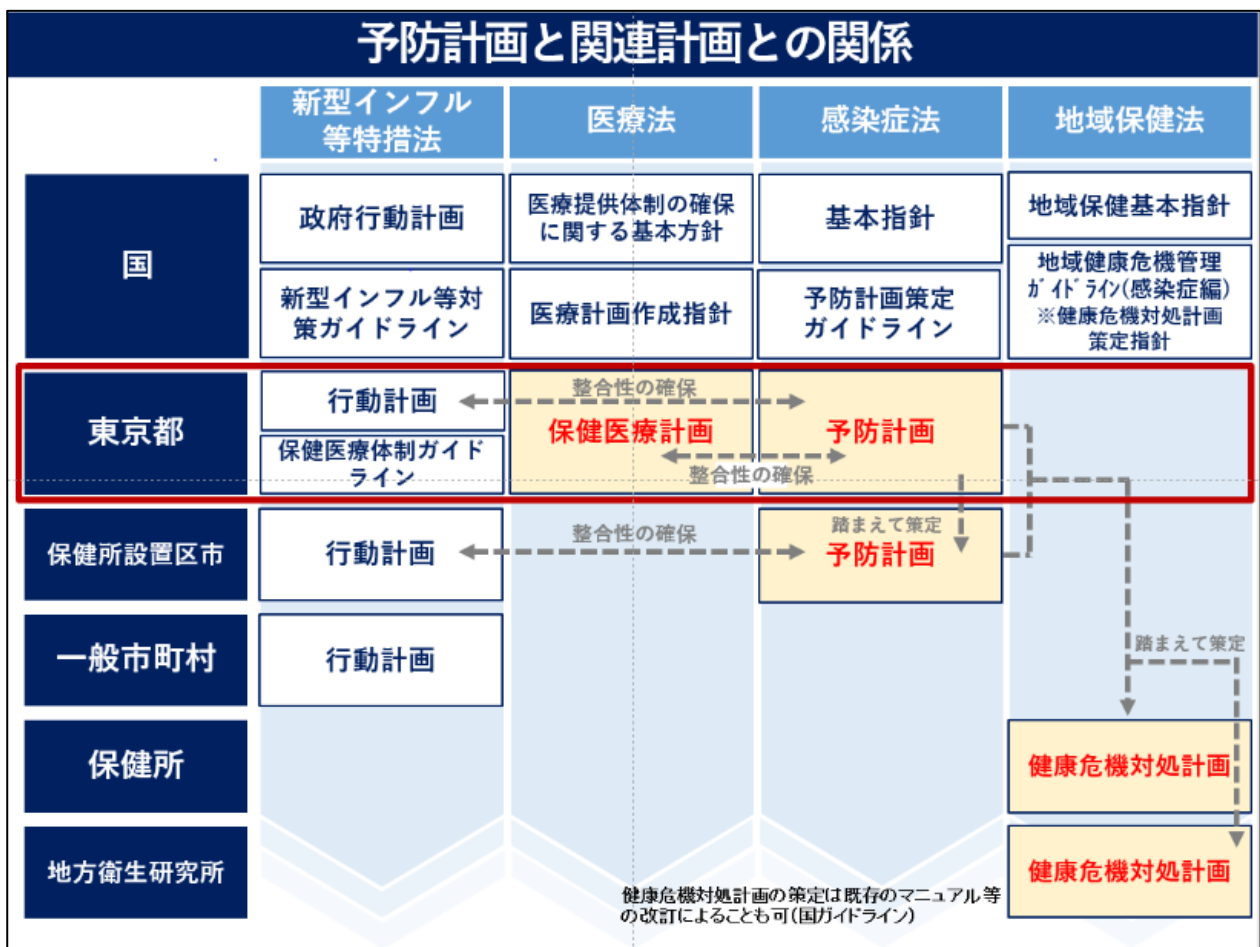 予防計画と関連計画との関係
新型インフル
等特措法
医療法
感染症法
地域保健法
国
政府行動計画
医療提供体制の確保
に関する基本方針
基本指針
地域保健基本指針
新型インフル等対
策ガイドライン
医療計画作成指針
予防計画策定
ガイドライン
地域健康危機管理
ｶﾞｲﾄﾞﾗｲﾝ(感染症編)
※健康危機対処計画
策定指針
東京都
行動計画
保健医療体制ガイド
ライン
整合性の確保
保健医療計画
予防計画
整合性の確保
保健所設置区市
行動計画
整合性の確保
踏まえて策定
予防計画
一般市町村
行動計画
踏まえて策定
保健所
健康危機対処計画
地方衛生研究所
健康危機対処計画
健康危機対処計画の策定は既存のマニュアル等
の改訂によることも可(国ガイドライン)